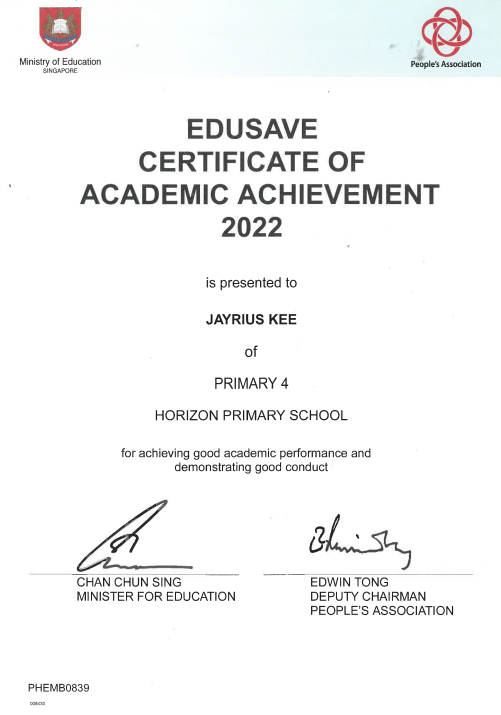 Ministry of Education
SINGAPORE
People's Association
EDUSAVE
CERTIFICATE OF
ACADEMIC ACHIEVEMENT
2022
is presented to
JAYRIUS KEE
of
PRIMARY 4
HORIZON PRIMARY SCHOOL
for achieving good academic performance and
demonstrating good conduct
CHAN CHUN SING
MINISTER FOR EDUCATION
EDWIN TONG
DEPUTY CHAIRMAN
PEOPLE'S ASSOCIATION
PHEMB0839